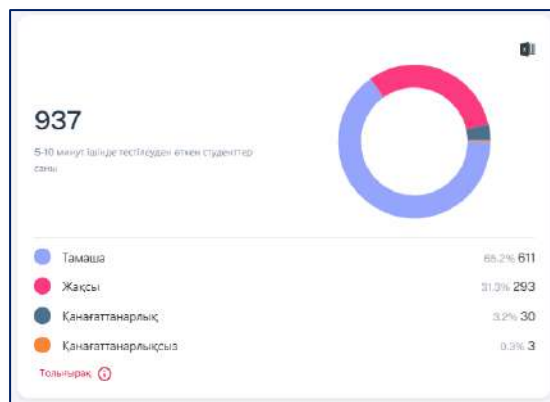 937
5-10 минут ішінде тестілеуден өткен студенттер
саны
Тамаша 65.2% 611
Жақсы 31.3% 293
Қанағаттанарлық 3.2% 30
Қанағаттанарлықсыз 0.3% 3
Толығырақ